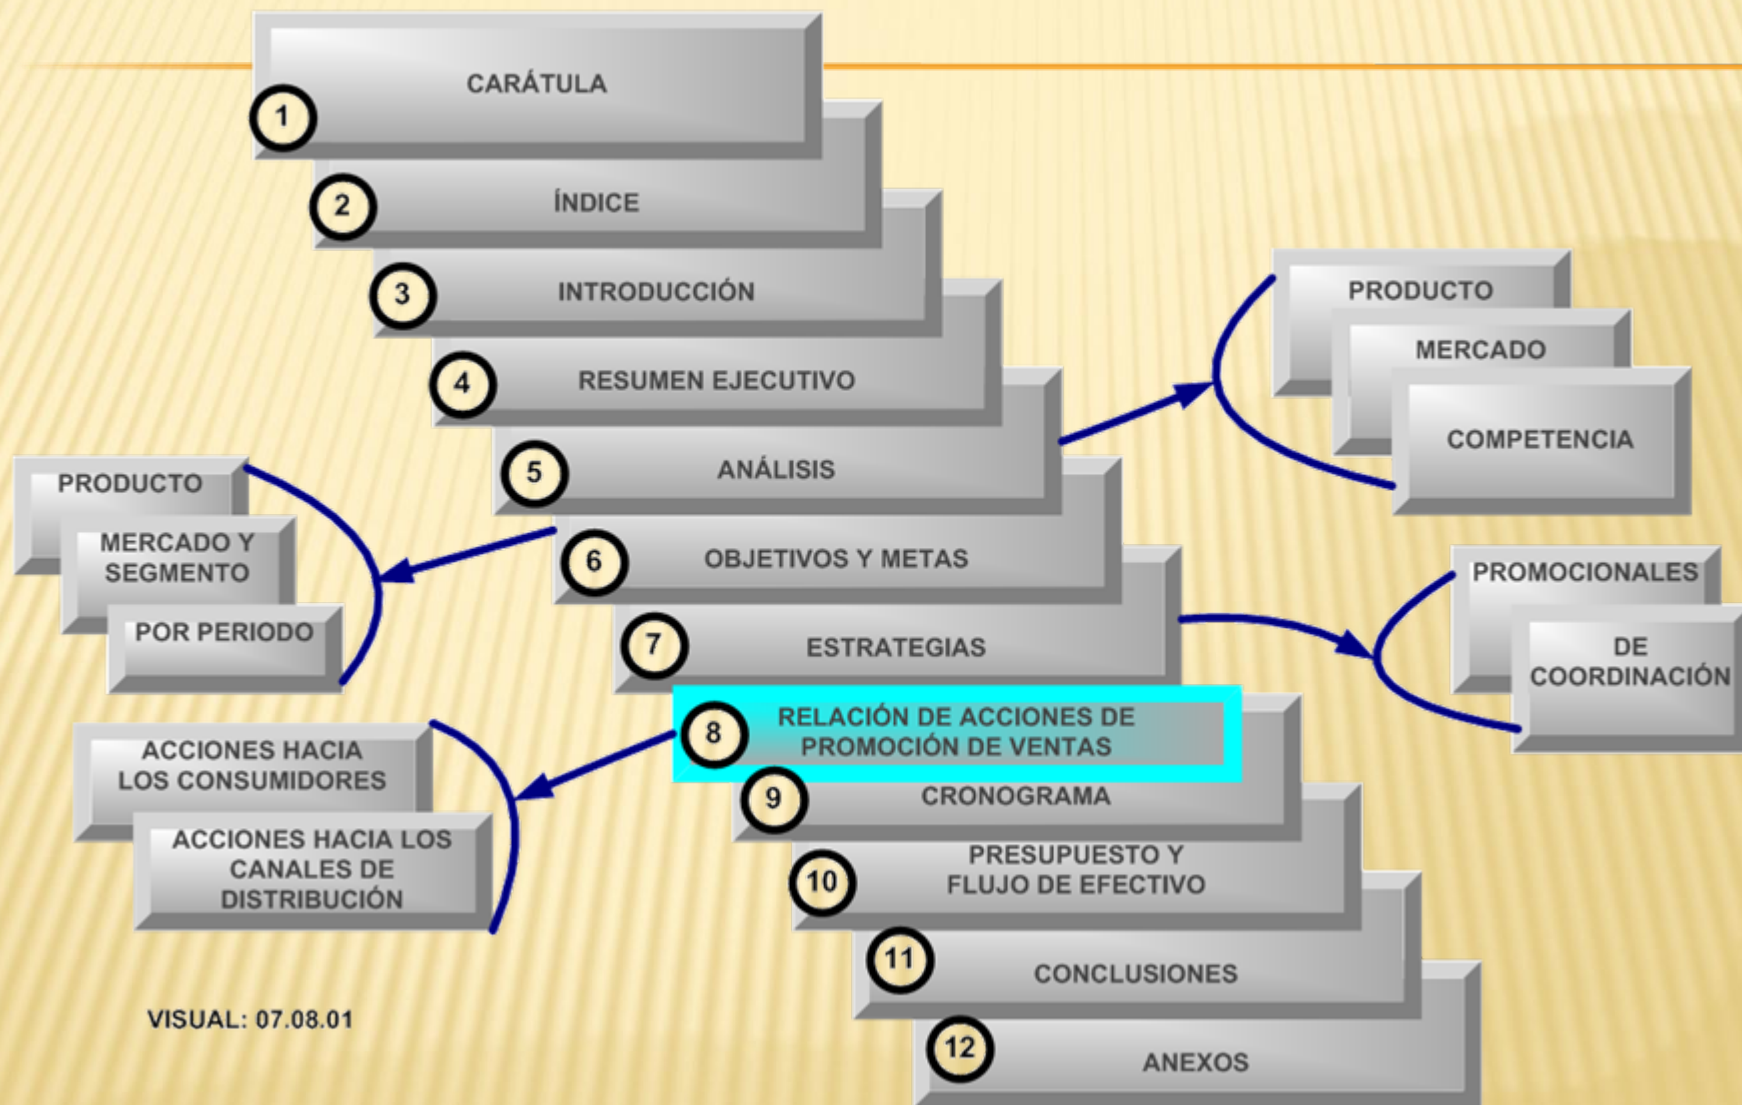 1
CARÁTULA
2
ÍNDICE
3
INTRODUCCIÓN
4
RESUMEN EJECUTIVO
5
ANÁLISIS
PRODUCTO
MERCADO
COMPETENCIA
6
OBJETIVOS Y METAS
PRODUCTO
MERCADO Y
SEGMENTO
POR PERIODO
7
ESTRATEGIAS
PROMOCIONALES
DE
COORDINACIÓN
8
RELACIÓN DE ACCIONES DE
PROMOCIÓN DE VENTAS
ACCIONES HACIA
LOS CONSUMIDORES
ACCIONES HACIA LOS
CANALES DE
DISTRIBUCIÓN
9
CRONOGRAMA
10
PRESUPUESTO Y
FLUJO DE EFECTIVO
11
CONCLUSIONES
12
ANEXOS
VISUAL: 07.08.01